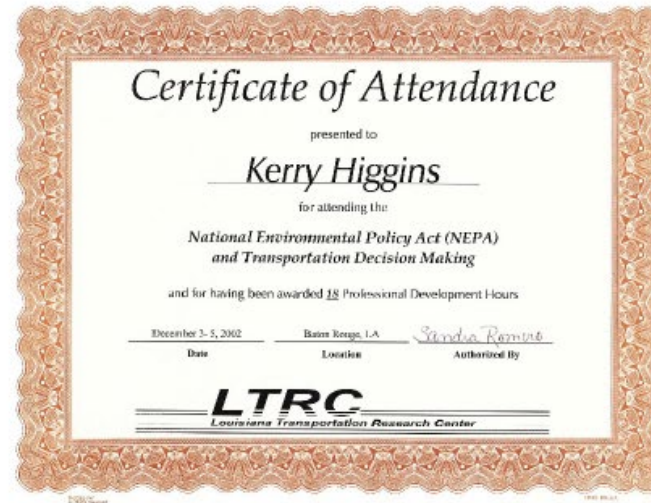 Certificate of Attendance
presented to
Kerry Higgins
for attending the
National Environmental Policy Act (NEPA)
and Transportation Decision Making
and for having been awarded 18 Professional Development Hours
December 3-5, 2002 Baton Rouge, LA Sandra Romero
Date Location Authorized By
LTRC
Louisiana Transportation Research Center